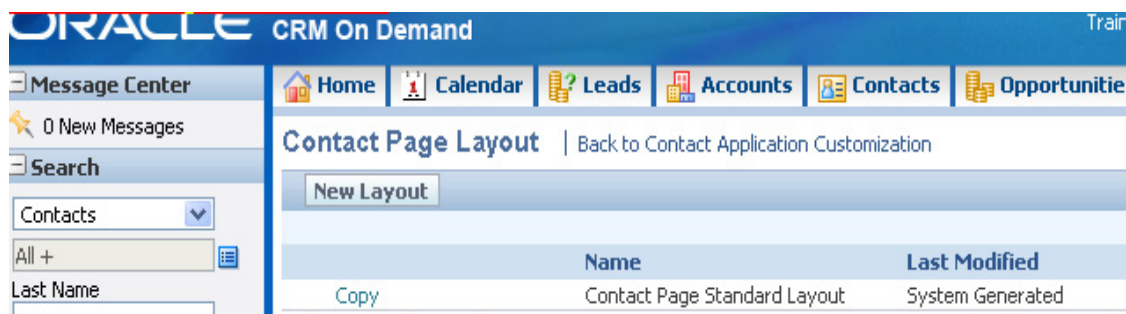 ORACLE CRM On Demand
Train
Message Center
0 New Messages
Search
Contacts
All +
Last Name
Home Calendar Leads Accounts Contacts Opportunitie
Contact Page Layout | Back to Contact Application Customization
New Layout
Name Last Modified
Copy Contact Page Standard Layout System Generated